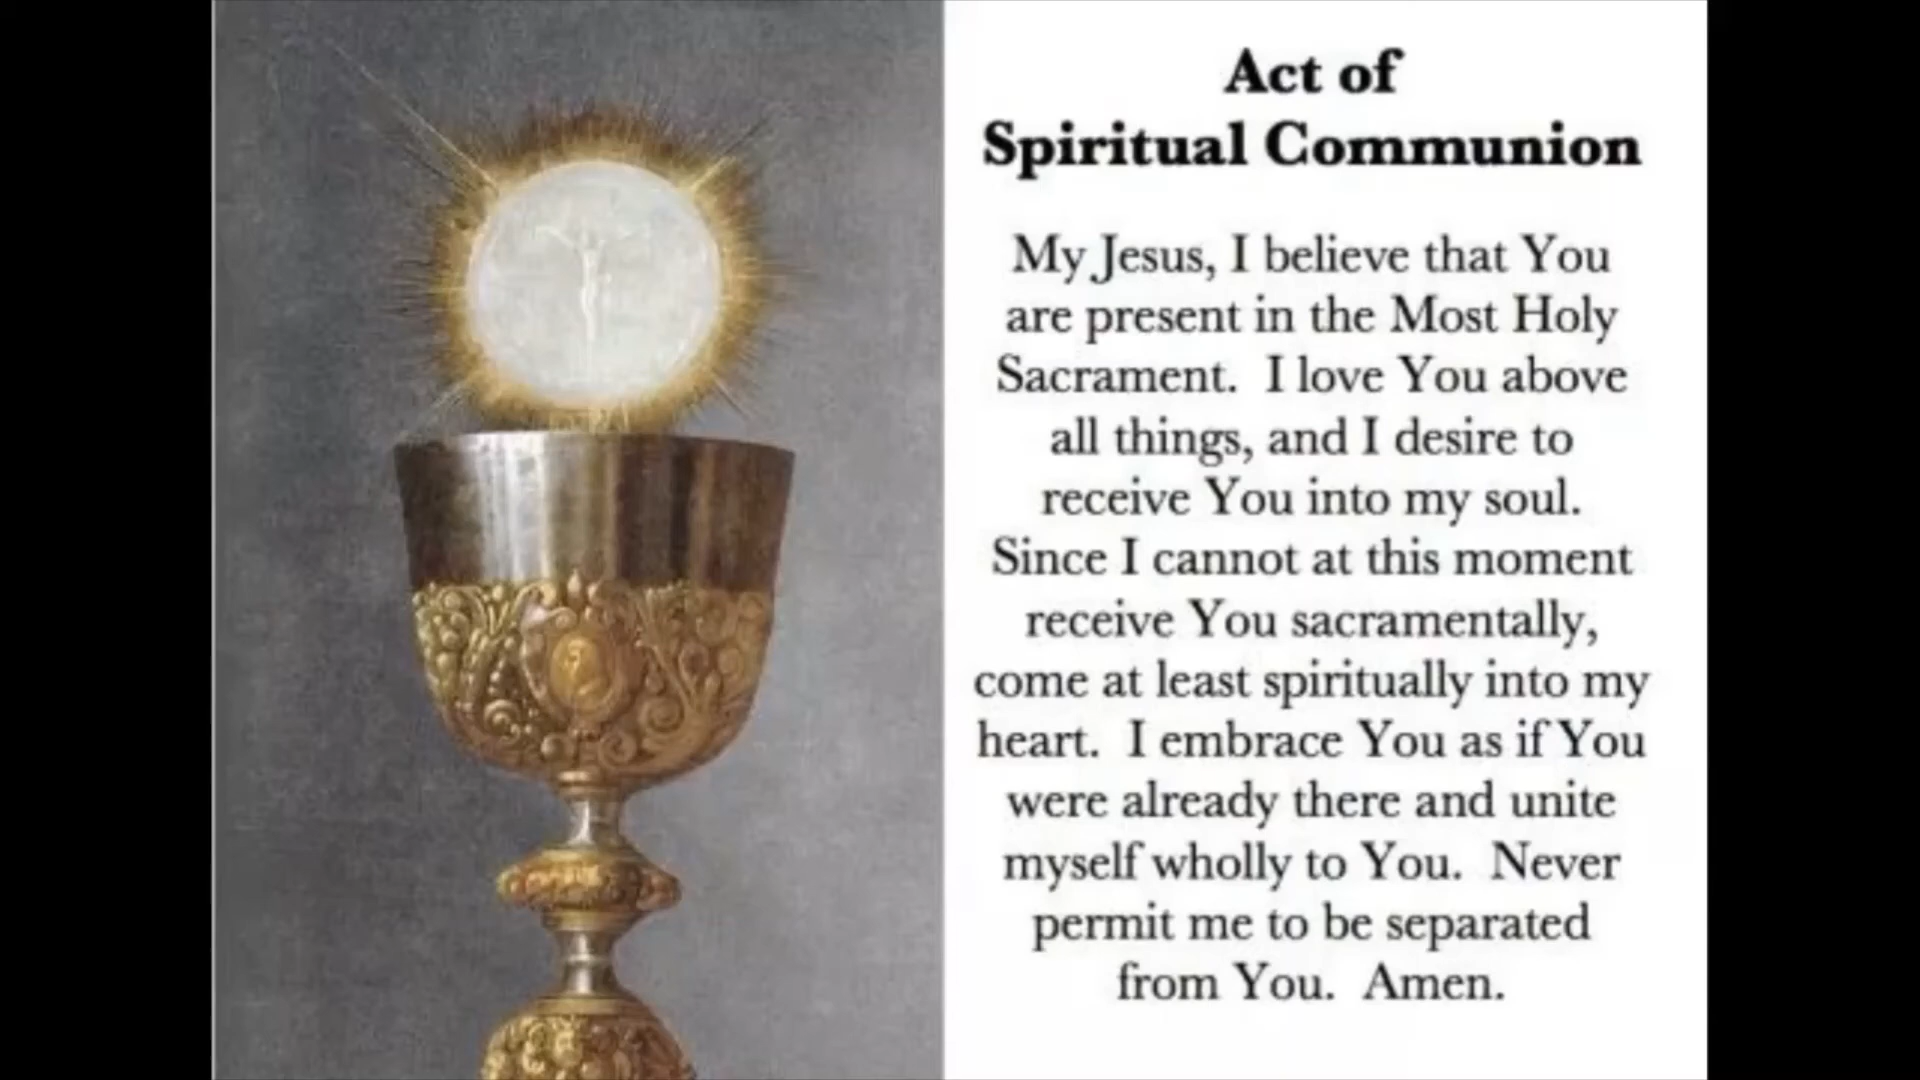 Act of
Spiritual Communion
My Jesus, I believe that You
are present in the Most Holy
Sacrament. I love You above
all things, and I desire to
receive You into my soul.
Since I cannot at this moment
receive You sacramentally,
come at least spiritually into my
heart. I embrace You as if You
were already there and unite
myself wholly to You. Never
permit me to be separated
from You. Amen.